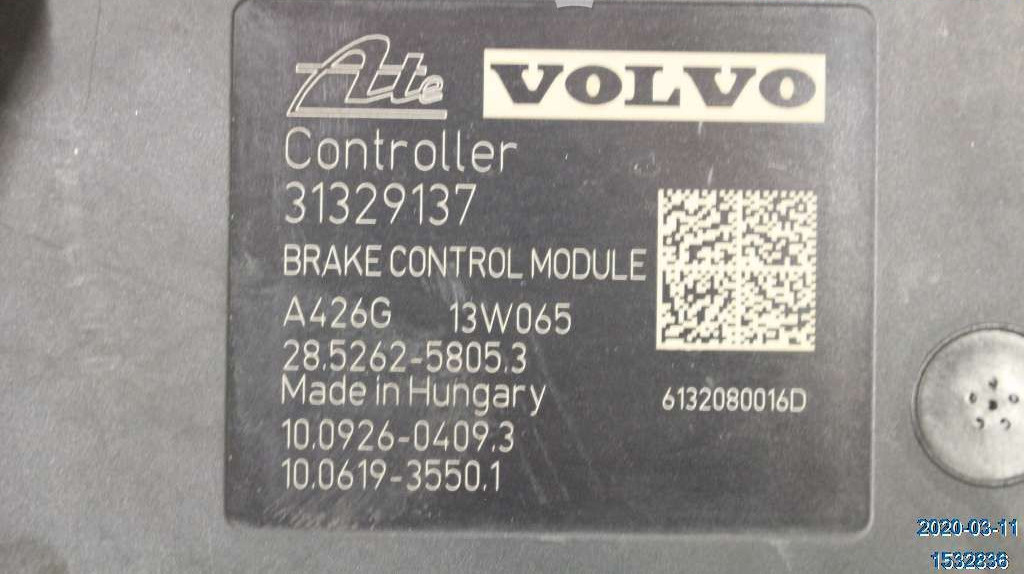 Ate VOLVO
Controller
31329137
BRAKE CONTROL MODULE
A426G 13W065
28.5262-5805.3
Made in Hungary
6132080016D
10.0926-0409.3
10.0619-3550.1
2020-03-11
1532836